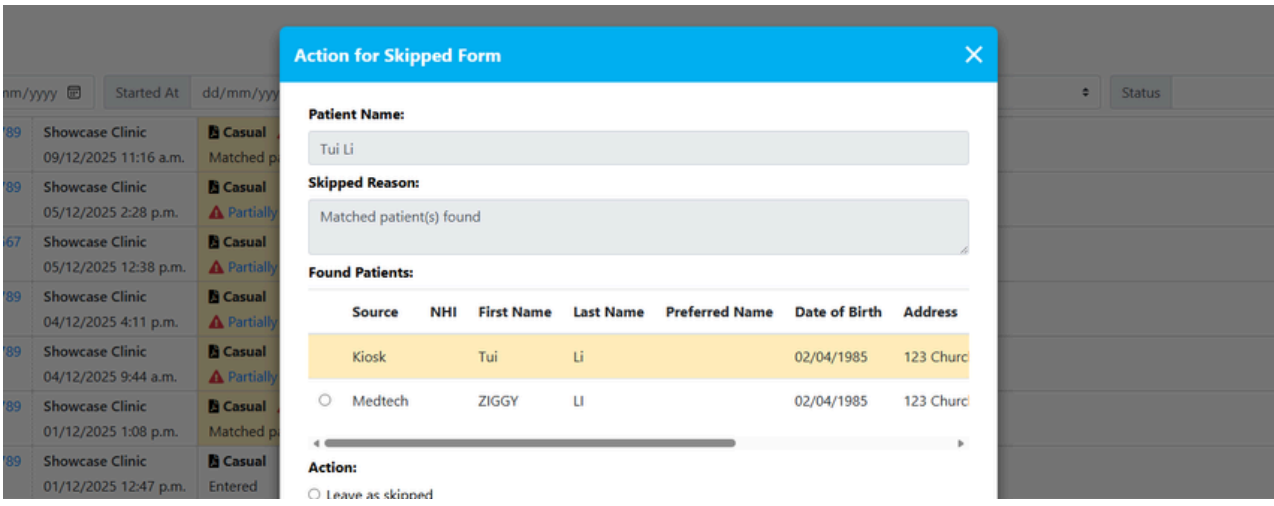 Action for Skipped Form
mm/yyyy Started At dd/mm/yyy Status
Patient Name:
Tui Li
Skipped Reason:
Matched patient(s) found
Found Patients:
Source NHI First Name Last Name Preferred Name Date of Birth Address
Kiosk Tui Li 02/04/1985 123 Churc
Medtech ZIGGY LI 02/04/1985 123 Churc
Action:
Leave as skipped
789 Showcase Clinic Casual
09/12/2025 11:16 a.m. Matched pa
789 Showcase Clinic Casual
05/12/2025 2:28 p.m. Partially
567 Showcase Clinic Casual
05/12/2025 12:38 p.m. Partially
789 Showcase Clinic Casual
04/12/2025 4:11 p.m. Partially
789 Showcase Clinic Casual
04/12/2025 9:44 a.m. Partially
789 Showcase Clinic Casual
01/12/2025 1:08 p.m. Matched pa
789 Showcase Clinic Casual
01/12/2025 12:47 p.m. Entered